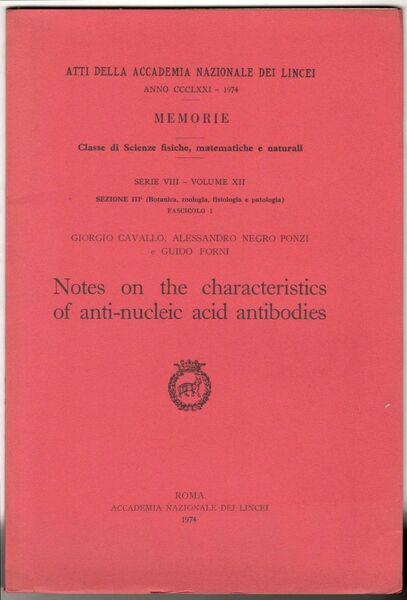 ATTI DELLA ACCADEMIA NAZIONALE DEI LINCEI
ANNO CCCLXXI - 1974
MEMORIE
Classe di Scienze fisiche, matematiche e naturali
SERIE VIII - VOLUME XII
SEZIONE IIIª (Botanica, zoologia, fisiologia e patologia)
FASCICOLO 1
GIORGIO CAVALLO, ALESSANDRO NEGRO PONZI
e GUIDO FORNI
Notes on the characteristics
of anti-nucleic acid antibodies
ROMA
ACCADEMIA NAZIONALE DEI LINCEI
1974